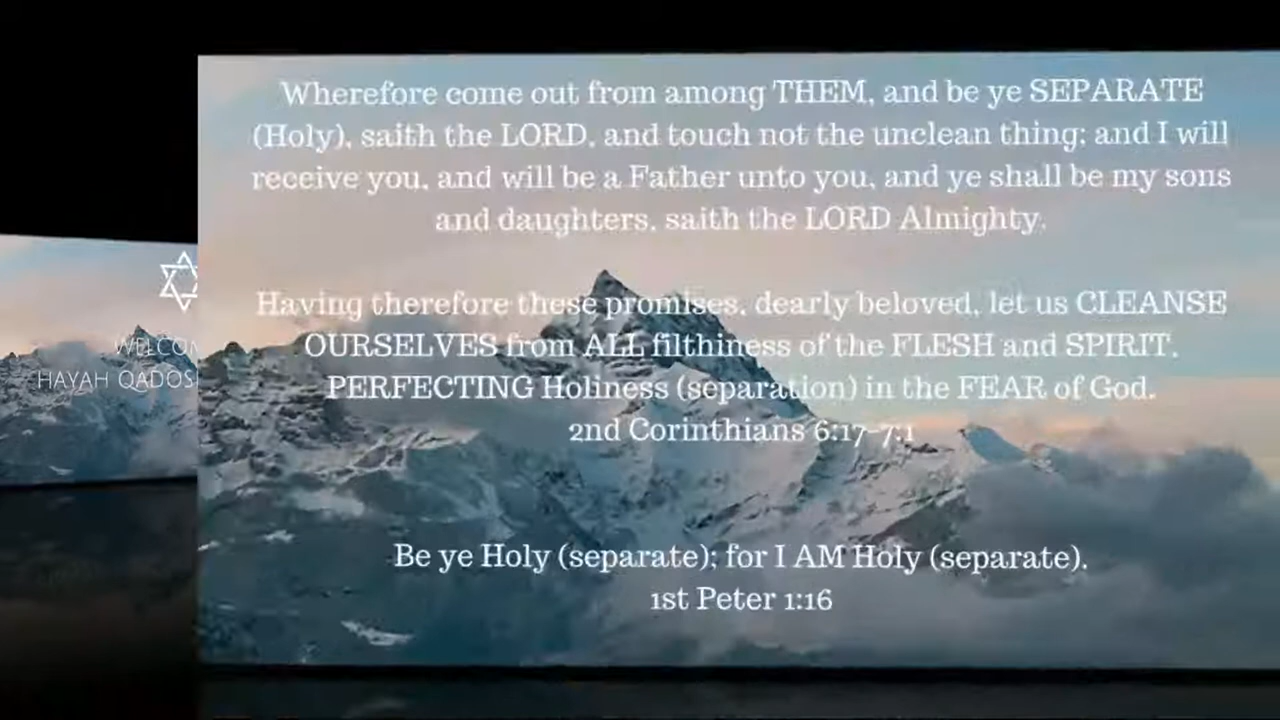 Wherefore come out from among THEM, and be ye SEPARATE
(Holy), saith the LORD, and touch not the unclean thing; and I will
receive you, and will be a Father unto you, and ye shall be my sons
and daughters, saith the LORD Almighty.
Having therefore these promises, dearly beloved, let us CLEANSE
OURSELVES from ALL filthiness of the FLESH and SPIRIT,
PERFECTING Holiness (separation) in the FEAR of God.
2nd Corinthians 6:17-7:1
Be ye Holy (separate); for I AM Holy (separate).
1st Peter 1:16
HAYAH